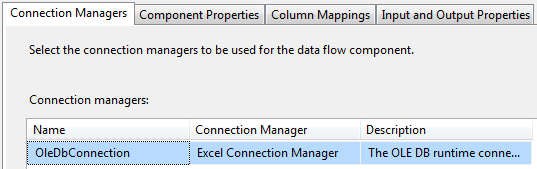 Connection Managers Component Properties Column Mappings Input and Output Properties
Select the connection managers to be used for the data flow component.
Connection managers:
Name Connection Manager Description
OleDbConnection Excel Connection Manager The OLE DB runtime conne...